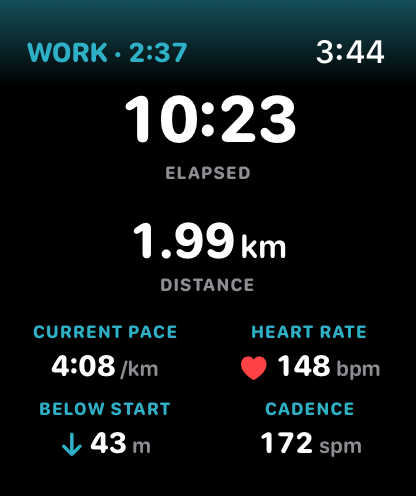 WORK · 2:37 3:44
10:23
ELAPSED
1.99 km
DISTANCE
CURRENT PACE HEART RATE
4:08 /km 148 bpm
BELOW START CADENCE
43 m 172 spm